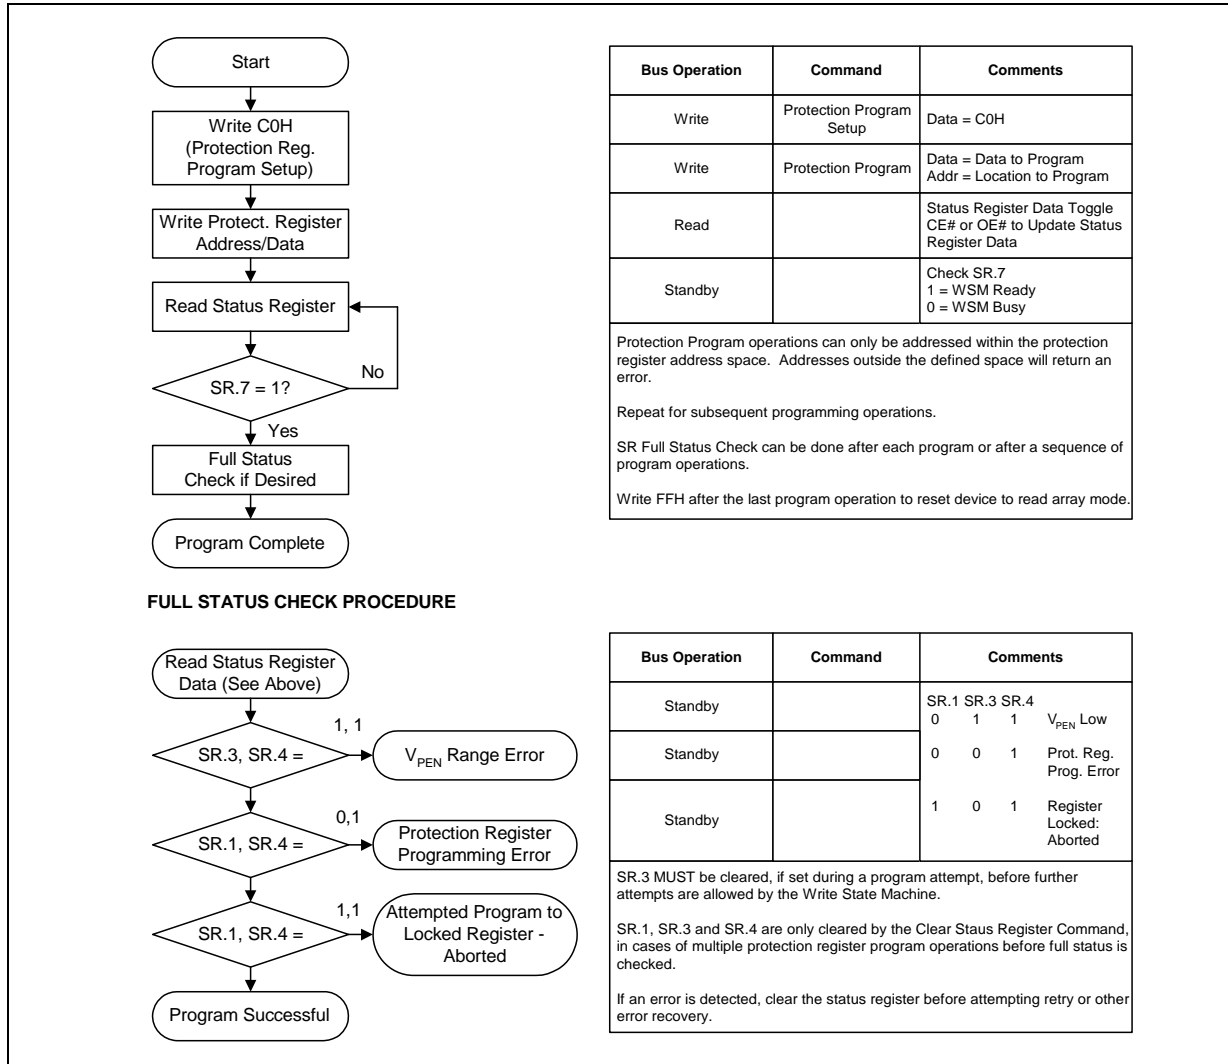 Start
Write C0H
(Protection Reg.
Program Setup)
Write Protect. Register
Address/Data
Read Status Register
No
SR.7 = 1?
Yes
Full Status
Check if Desired
Program Complete
Bus Operation Command Comments
Write Protection Program
Setup Data = C0H
Write Protection Program Data = Data to Program
Addr = Location to Program
Read Status Register Data Toggle
CE# or OE# to Update Status
Register Data
Standby Check SR.7
1 = WSM Ready
0 = WSM Busy
Protection Program operations can only be addressed within the protection
register address space. Addresses outside the defined space will return an
error.
Repeat for subsequent programming operations.
SR Full Status Check can be done after each program or after a sequence of
program operations.
Write FFH after the last program operation to reset device to read array mode.
FULL STATUS CHECK PROCEDURE
Read Status Register
Data (See Above)
1, 1
SR.3, SR.4 =
VPEN Range Error
0,1
SR.1, SR.4 =
Protection Register
Programming Error
1,1
SR.1, SR.4 =
Attempted Program to
Locked Register -
Aborted
Program Successful
Bus Operation Command Comments
Standby SR.1 SR.3 SR.4
0 1 1 VPEN Low
Standby 0 0 1 Prot. Reg.
Prog. Error
Standby 1 0 1 Register
Locked:
Aborted
SR.3 MUST be cleared, if set during a program attempt, before further
attempts are allowed by the Write State Machine.
SR.1, SR.3 and SR.4 are only cleared by the Clear Staus Register Command,
in cases of multiple protection register program operations before full status is
checked.
If an error is detected, clear the status register before attempting retry or other
error recovery.